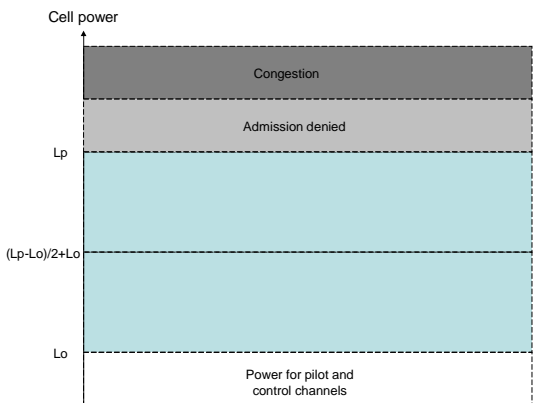 Cell power
Congestion
Admission denied
Lp
(Lp-Lo)/2+Lo
Lo
Power for pilot and
control channels